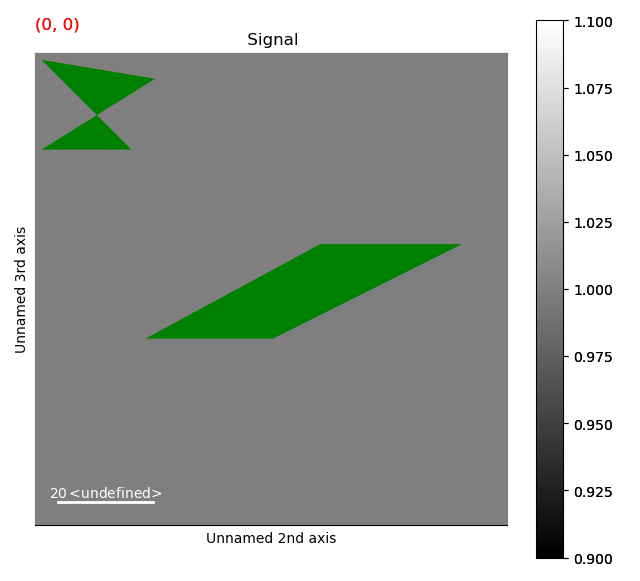 (0, 0)
Signal
Unnamed 3rd axis
20 <undefined>
Unnamed 2nd axis
1.100
1.075
1.050
1.025
1.000
0.975
0.950
0.925
0.900